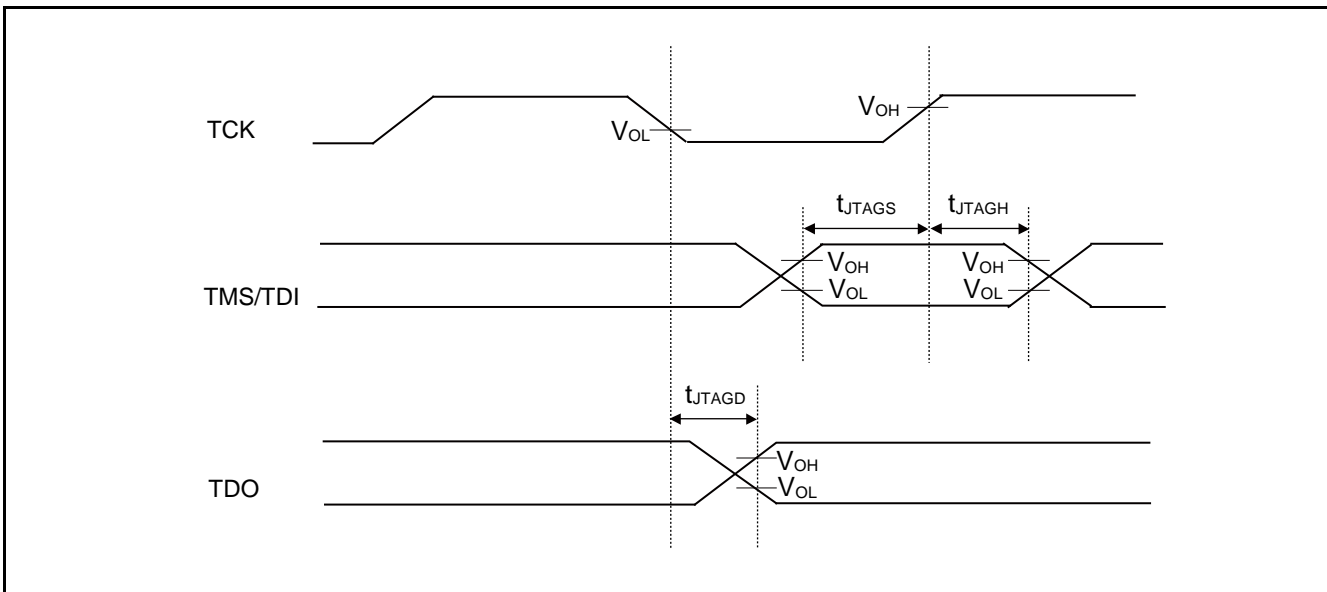 TCK
VOL
VOH
tJTAGS
tJTAGH
TMS/TDI
VOH
VOL
VOH
VOL
tJTAGD
TDO
VOH
VOL